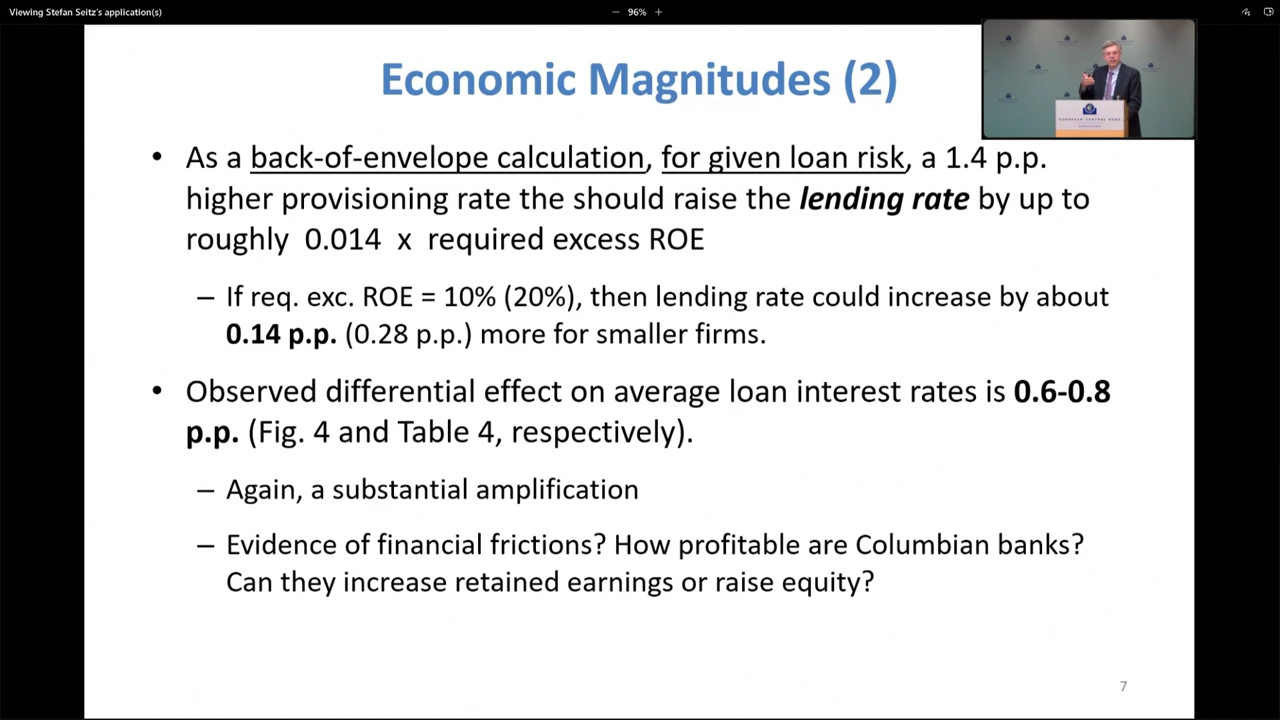 Viewing Stefan Seitz's application(s)
− 96% +
Economic Magnitudes (2)
• As a back-of-envelope calculation, for given loan risk, a 1.4 p.p.
higher provisioning rate the should raise the lending rate by up to
roughly 0.014 x required excess ROE
– If req. exc. ROE = 10% (20%), then lending rate could increase by about
0.14 p.p. (0.28 p.p.) more for smaller firms.
• Observed differential effect on average loan interest rates is 0.6-0.8
p.p. (Fig. 4 and Table 4, respectively).
– Again, a substantial amplification
– Evidence of financial frictions? How profitable are Columbian banks?
Can they increase retained earnings or raise equity?
7
EUROPEAN CENTRAL BANK